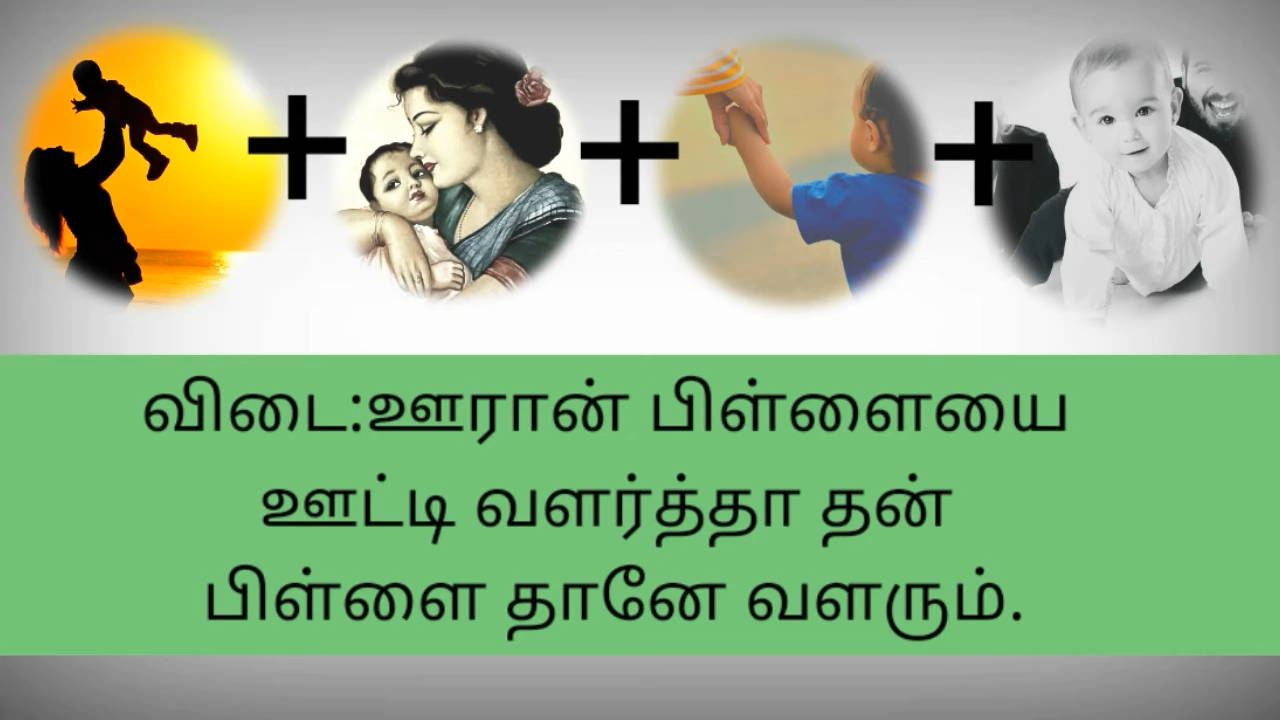 விடை:ஊரான் பிள்ளையை
ஊட்டி வளர்த்தா தன்
பிள்ளை தானே வளரும்.